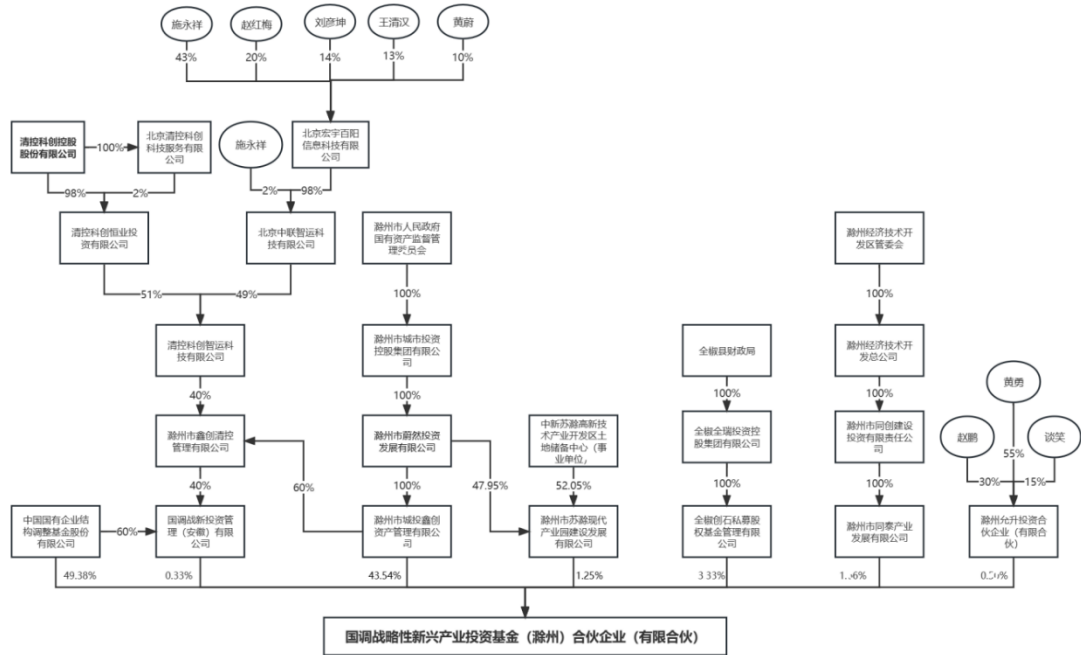 施永祥
赵红梅
刘彦坤
王清汉
黄蔚
43%
20%
14%
13%
10%
清控科创控股
股份有限公司
100%
北京清控科创
科技服务有限
公司
施永祥
北京宏宇百阳
信息科技有限
公司
98%
2%
2%
98%
清控科创恒业投
资有限公司
北京中联智运科
技有限公司
滁州市人民政府
国有资产监督管
理委员会
滁州经济技术开
发区管委会
51%
49%
100%
100%
清控科创智运科
技有限公司
滁州市城市投资
控股集团有限公
司
全椒县财政局
滁州经济技术开
发总公司
黄勇
40%
100%
100%
100%
滁州市鑫创清控
管理有限公司
滁州市蔚然投资
发展有限公司
中新苏滁高新技
术产业开发区土
地储备中心（事
业单位）
全椒全瑞投资控
股集团有限公司
滁州市同创建设
投资有限责任公
司
赵鹏
55%
谈笑
40%
60%
100%
47.95%
52.05%
100%
100%
30%
15%
中国国有企业结
构调整基金股份
有限公司
60%
国调战新投资管
理（安徽）有限
公司
滁州市城投鑫创
资产管理有限公
司
滁州市苏滁现代
产业园建设发展
有限公司
全椒创石私募股
权基金管理有限
公司
滁州市同泰产业
发展有限公司
滁州允升投资合
伙企业（有限合
伙）
49.38%
0.33%
43.54%
1.25%
3.33%
国调战略性新兴产业投资基金（滁州）合伙企业（有限合伙）